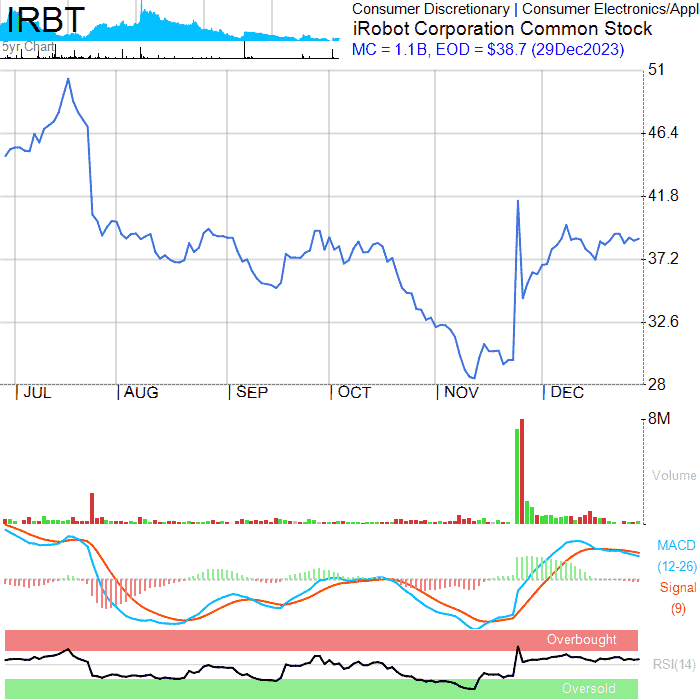 IRBT
5yr. Chart
Consumer Discretionary | Consumer Electronics/Appl
iRobot Corporation Common Stock
MC = 1.1B, EOD = $38.7 (29Dec2023)
51
46.4
41.8
37.2
32.6
28
JUL AUG SEP OCT NOV DEC
8M
Volume
MACD
(12-26)
Signal
(9)
Overbought
RSI(14)
Oversold